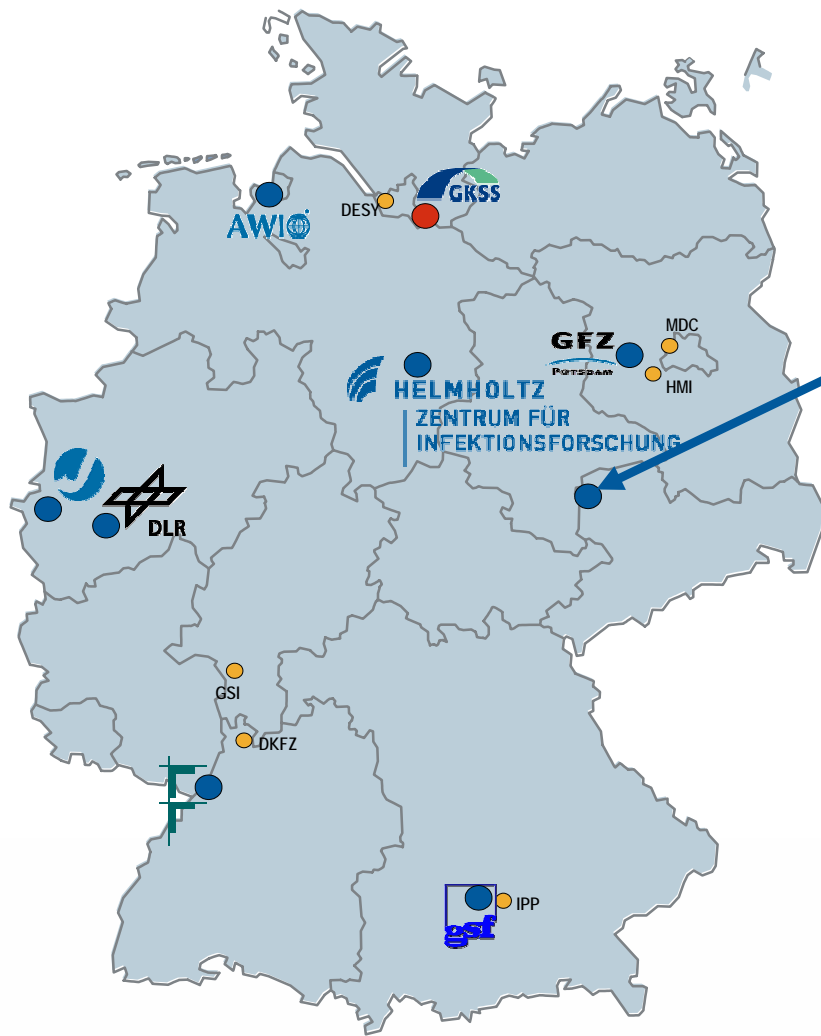 GKSS
DESY
AWI
MDC
GFZ
POTSDAM
HMI
HELMHOLTZ
ZENTRUM FÜR
INFEKTIONSFORSCHUNG
DLR
GSI
DKFZ
IPP
gsf